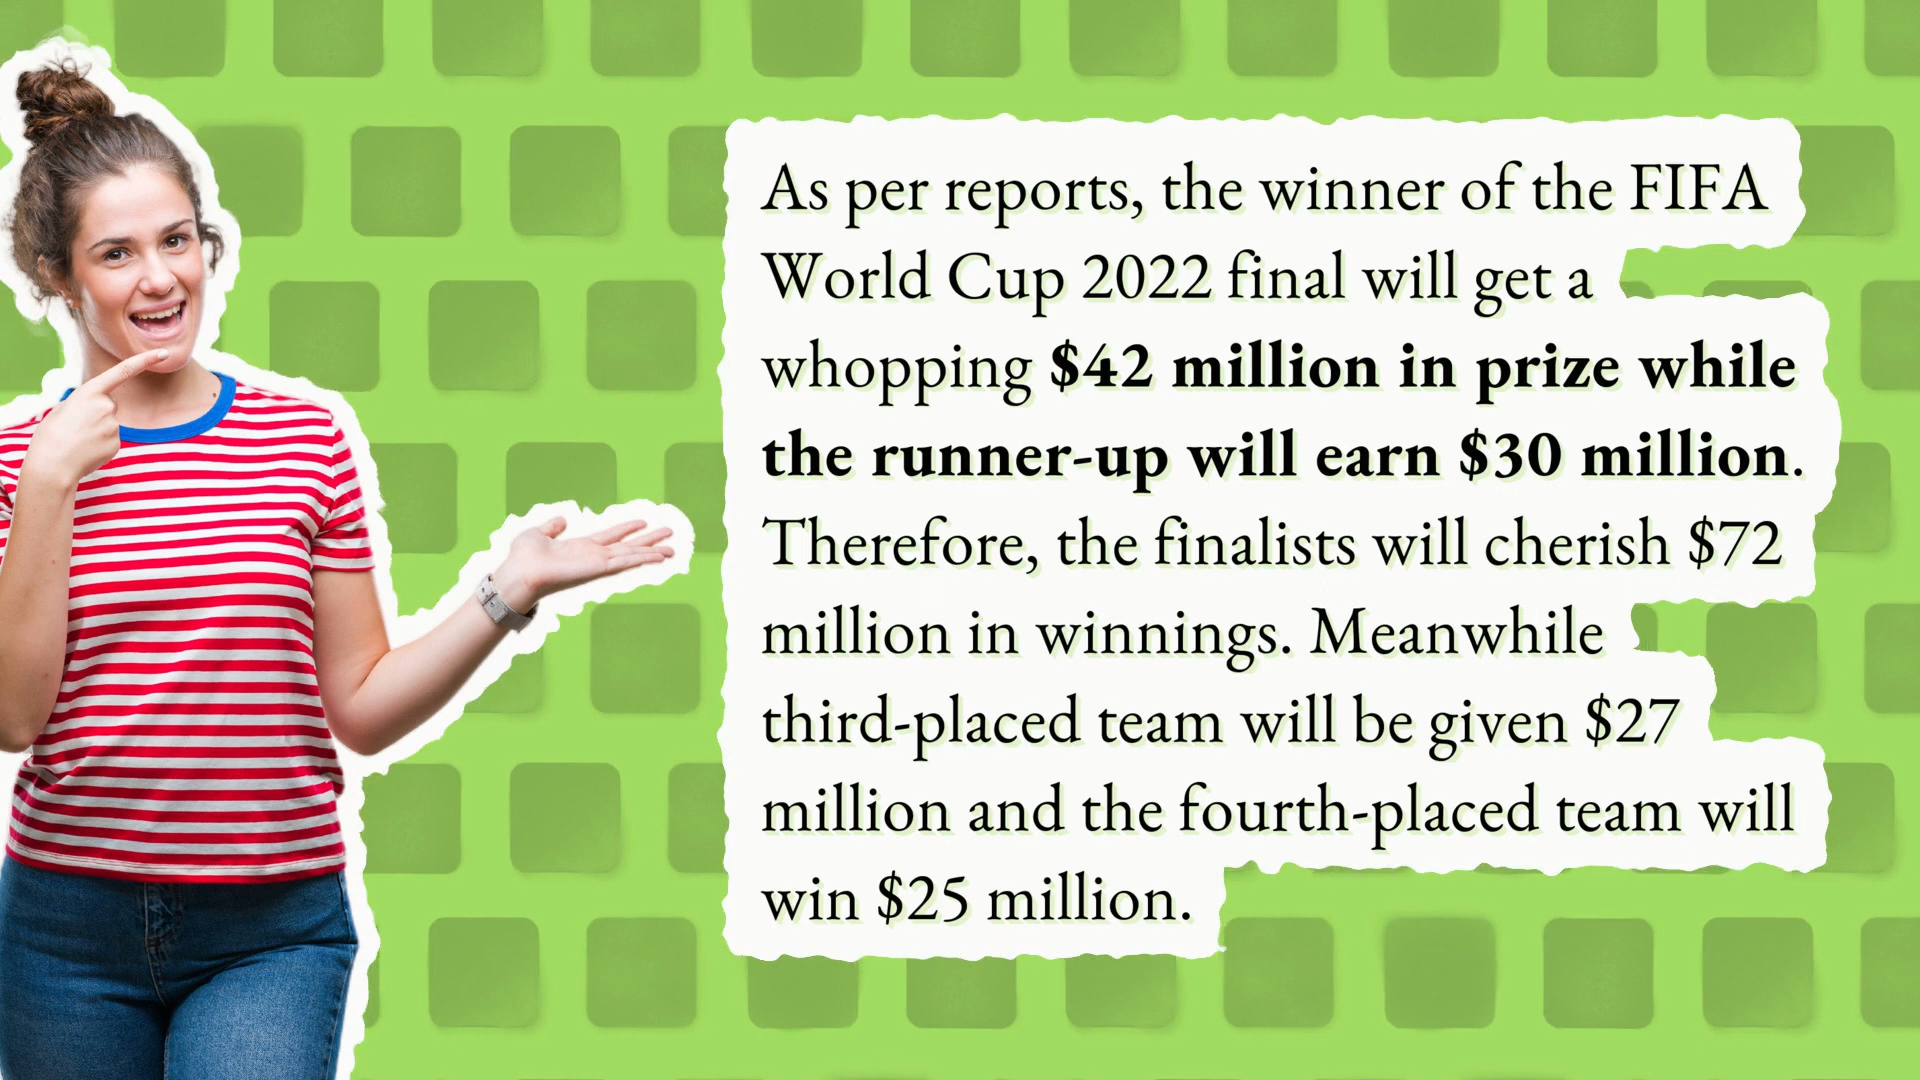 As per reports, the winner of the FIFA
World Cup 2022 final will get a
whopping $42 million in prize while
the runner-up will earn $30 million.
Therefore, the finalists will cherish $72
million in winnings. Meanwhile
third-placed team will be given $27
million and the fourth-placed team will
win $25 million.